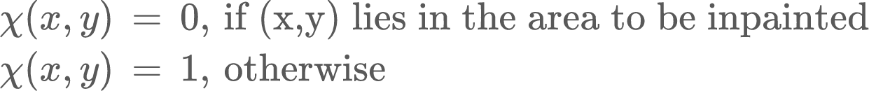 χ(x, y) = 0, if (x,y) lies in the area to be inpainted
χ(x, y) = 1, otherwise